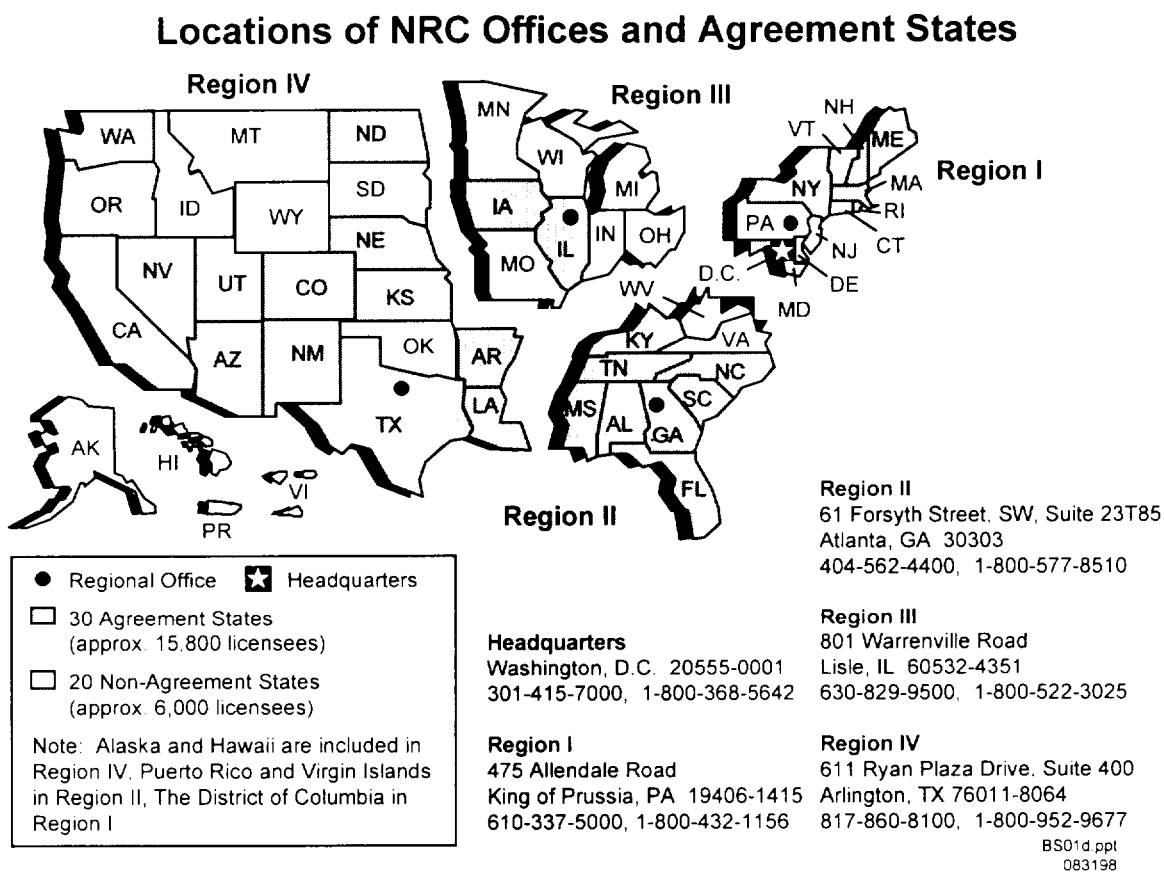 Locations of NRC Offices and Agreement States
Region IV
Region III
Region I
WA
MT
ND
MN
WI
MI
NH
VT
ME
OR
ID
WY
SD
IA
IL
IN
OH
NY
MA
RI
CT
PA
NJ
DE
D.C.
MD
NV
UT
CO
NE
KS
MO
WV
KY
VA
CA
AZ
NM
OK
AR
TN
NC
SC
TX
LA
MS
AL
GA
FL
AK
HI
VI
PR
Region II
Regional Office
Headquarters
30 Agreement States
(approx. 15,800 licensees)
20 Non-Agreement States
(approx. 6,000 licensees)
Note: Alaska and Hawaii are included in
Region IV, Puerto Rico and Virgin Islands
in Region II, The District of Columbia in
Region I
Headquarters
Washington, D.C. 20555-0001
301-415-7000, 1-800-368-5642
Region I
475 Allendale Road
King of Prussia, PA 19406-1415
610-337-5000, 1-800-432-1156
Region II
61 Forsyth Street, SW, Suite 23T85
Atlanta, GA 30303
404-562-4400, 1-800-577-8510
Region III
801 Warrenville Road
Lisle, IL 60532-4351
630-829-9500, 1-800-522-3025
Region IV
611 Ryan Plaza Drive, Suite 400
Arlington, TX 76011-8064
817-860-8100, 1-800-952-9677
BS01d.ppt
083198